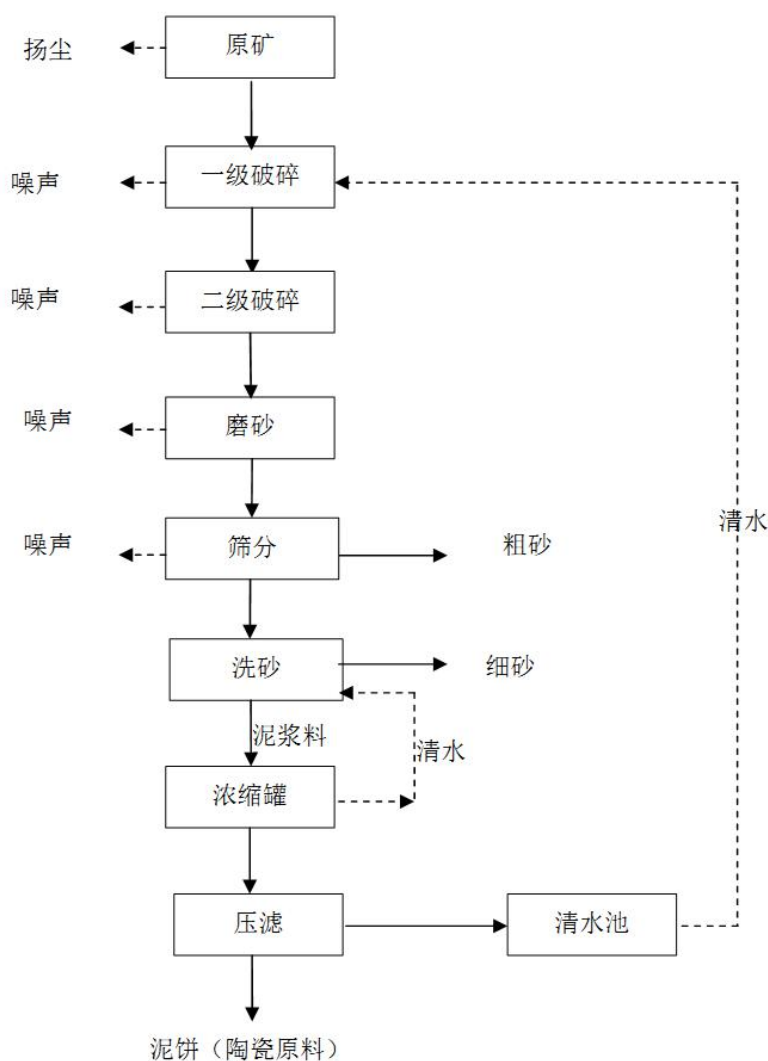 扬尘
原矿
噪声
一级破碎
噪声
二级破碎
噪声
磨砂
噪声
筛分
粗砂
清水
洗砂
细砂
泥浆料
清水
浓缩罐
压滤
清水池
泥饼（陶瓷原料）